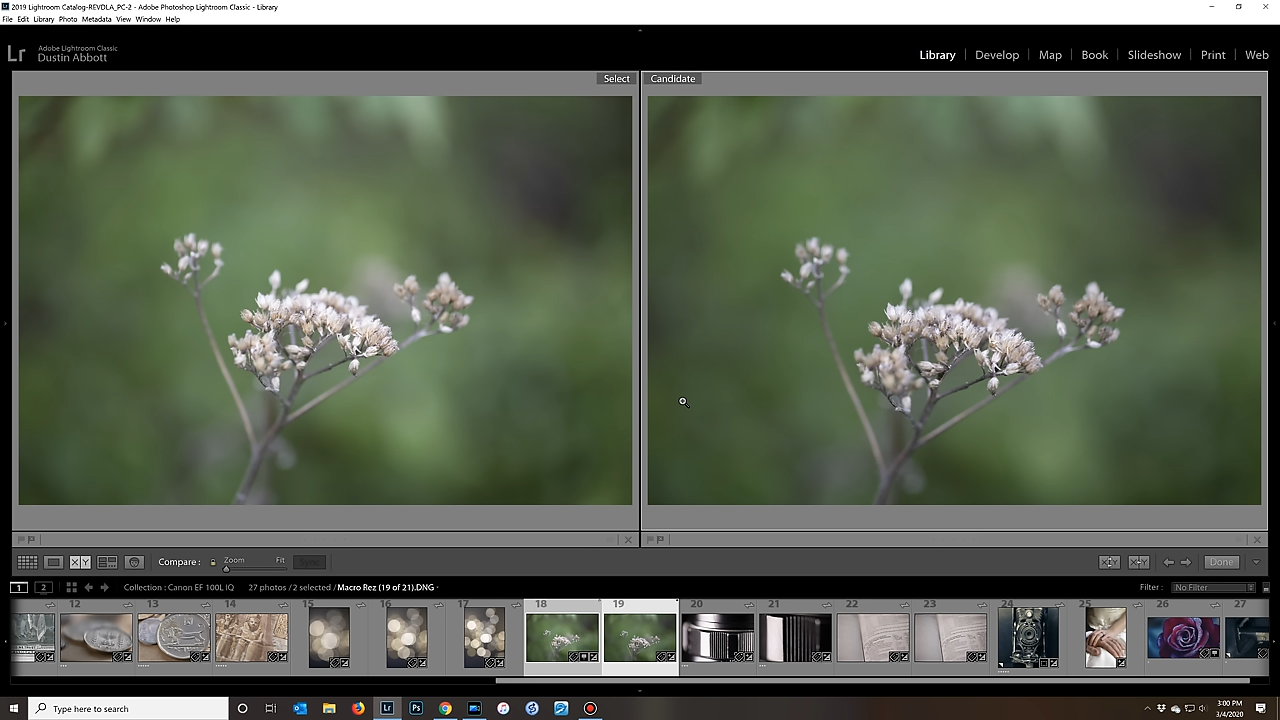 2019 Lightroom Catalog-REVDLA_PC-2 - Adobe Photoshop Lightroom Classic - Library
File Edit Library Photo Metadata View Window Help
Lr Adobe Lightroom Classic
Dustin Abbott
Library | Develop | Map | Book | Slideshow | Print | Web
Select
Candidate
XY
Compare : Zoom Fit Sync
Done
1 2 Collection : Canon EF 100L IQ 27 photos / 2 selected / Macro Rez (19 of 21).DNG
Filter : No Filter
12 13 14 15 16 17 18 19 20 21 22 23 24 25 26 27
Type here to search
Lr
Ps
3:00 PM
3/4/2020